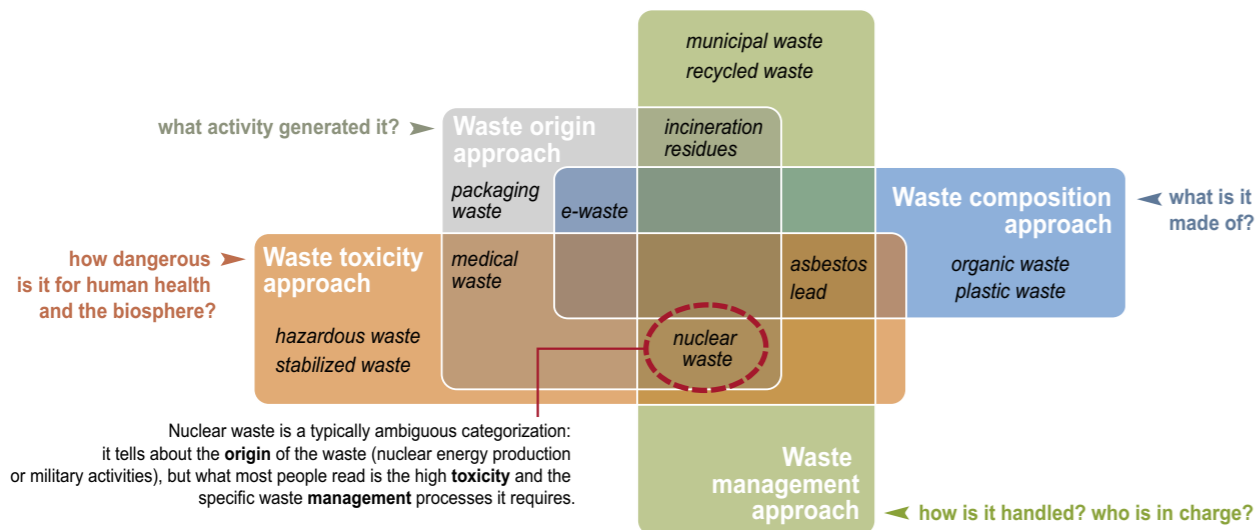 municipal waste
recycled waste
what activity generated it?
Waste origin
approach
incineration
residues
packaging
waste
e-waste
Waste composition
approach
what is it
made of?
how dangerous
is it for human health
and the biosphere?
Waste toxicity
approach
medical
waste
asbestos
lead
organic waste
plastic waste
hazardous waste
stabilized waste
nuclear
waste
Nuclear waste is a typically ambiguous categorization:
it tells about the origin of the waste (nuclear energy production
or military activities), but what most people read is the high toxicity and the
specific waste management processes it requires.
Waste
management
approach
how is it handled? who is in charge?